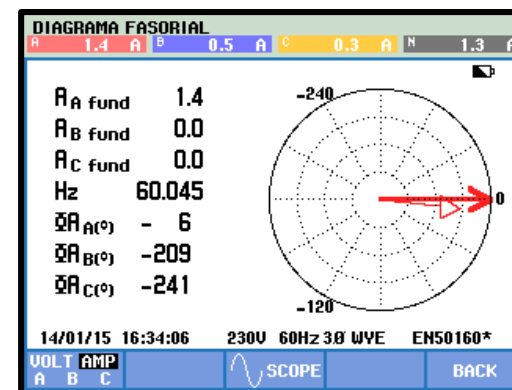 DIAGRAMA FASORIAL
A 1.4 A B 0.5 A C 0.3 A N 1.3 A
-240
A A fund 1.4
A B fund 0.0
A C fund 0.0
Hz 60.045
0
ΦA A(°) - 6
ΦA B(°) -209
ΦA C(°) -241
-120
14/01/15 16:34:06 230V 60Hz 3Ø WYE EN50160*
VOLT AMP
A B C SCOPE BACK